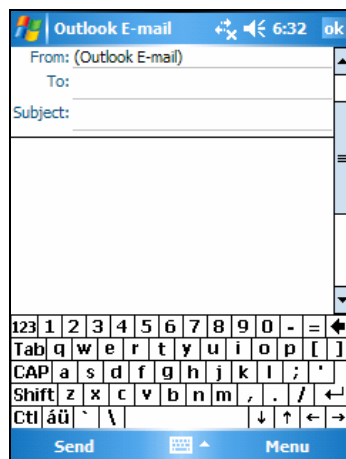 Outlook E-mail 6:32 ok
From: (Outlook E-mail)
To:
Subject:
123 1 2 3 4 5 6 7 8 9 0 - =
Tab q w e r t y u i o p [ ]
CAP a s d f g h j k l ; '
Shift z x c v b n m , . /
Ctl áü ` \ ↓ ↑ ← →
Send Menu